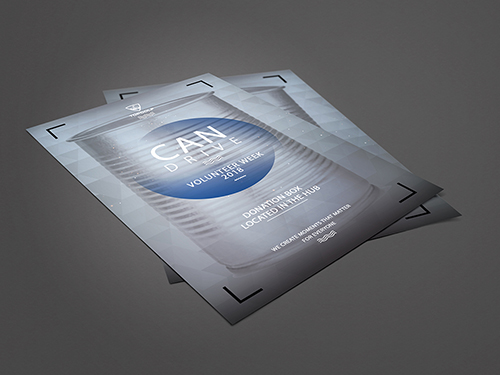 CAN
DRIVE
VOLUNTEER WEEK
2018
DONATION BOX
LOCATED IN THE HUB
WE CREATE MOMENTS THAT MATTER
FOR EVERYONE